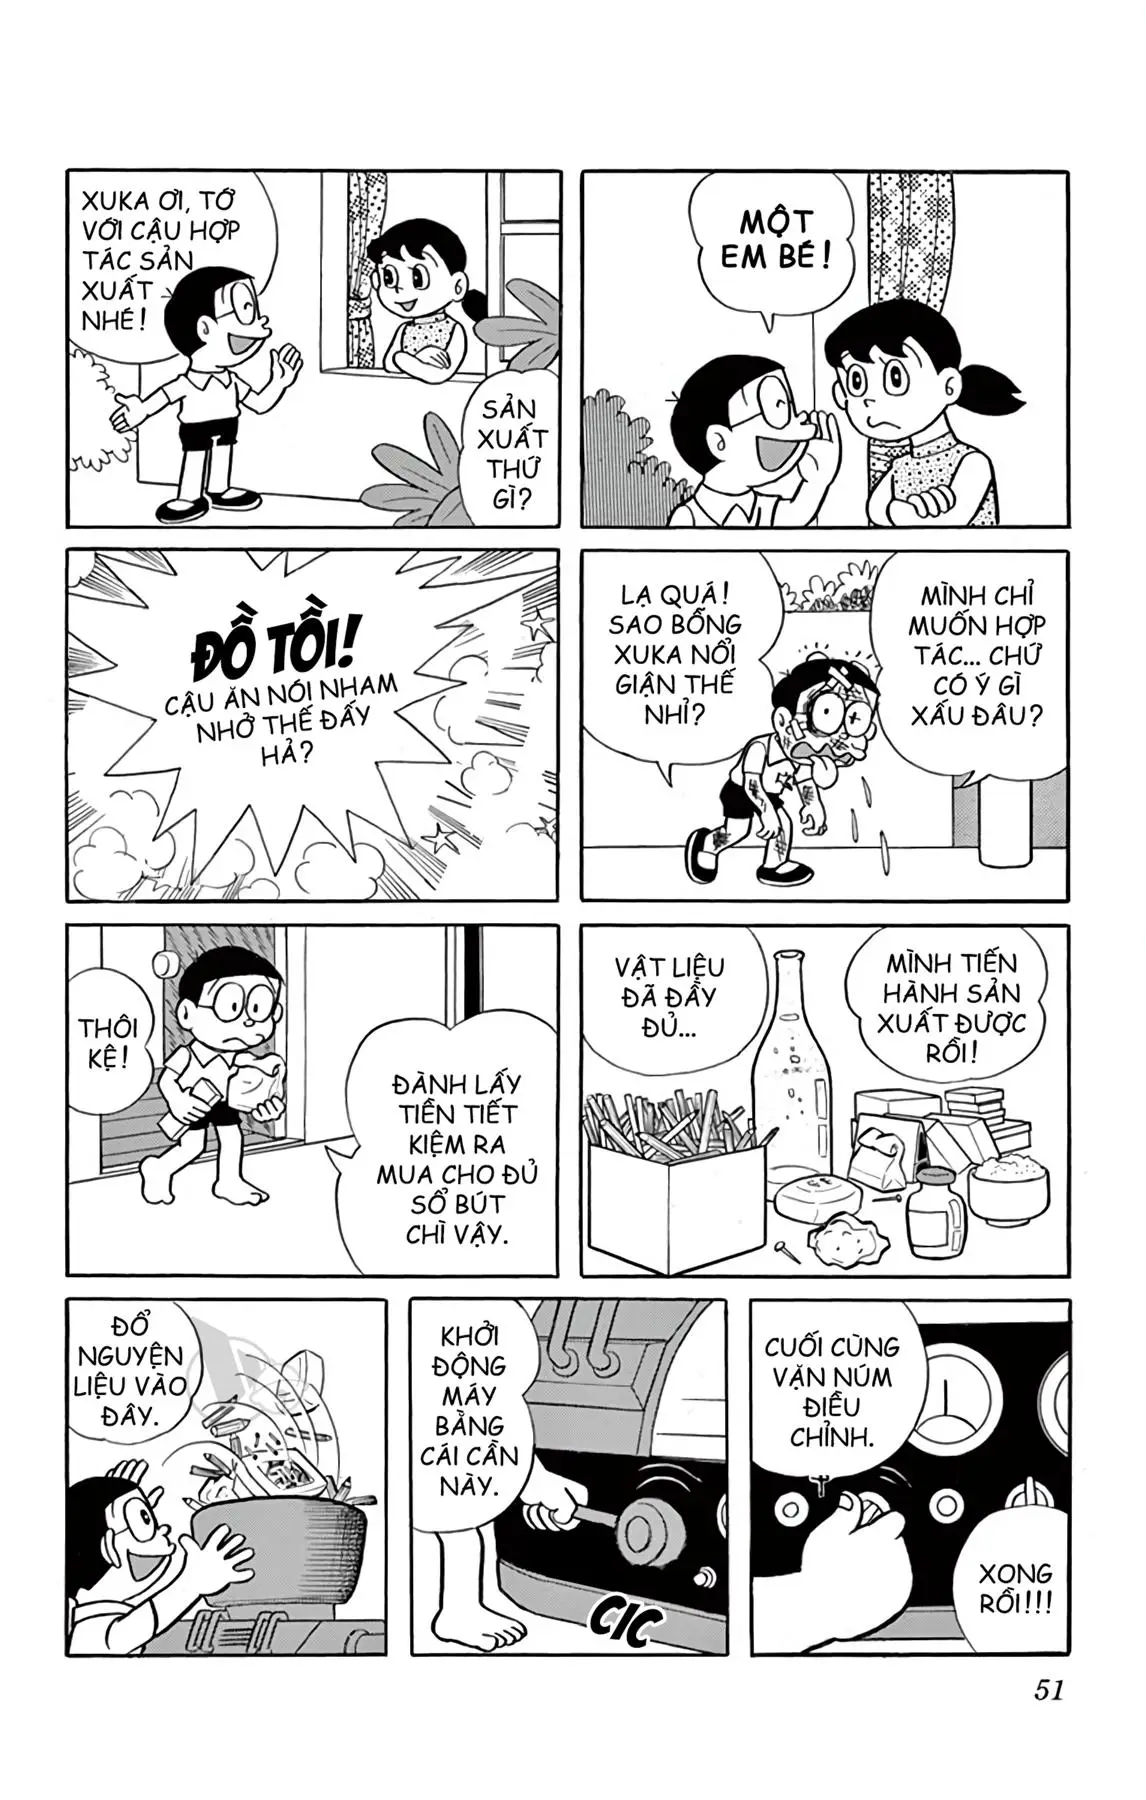 XUKA ƠI, TỚ
VỚI CẬU HỢP
TÁC SẢN
XUẤT
NHÉ!
SẢN
XUẤT
THỨ
GÌ?
MỘT
EM BÉ!
ĐỒ TỒI!
CẬU ĂN NÓI NHAM
NHỞ THẾ ĐẤY
HẢ?
LẠ QUÁ!
SAO BỖNG
XUKA NỔI
GIẬN THẾ
NHỈ?
MÌNH CHỈ
MUỐN HỢP
TÁC... CHỨ
CÓ Ý GÌ
XẤU ĐÂU?
THÔI
KỆ!
ĐÀNH LẤY
TIỀN TIẾT
KIỆM RA
MUA CHO ĐỦ
SỐ BÚT
CHÌ VẬY.
VẬT LIỆU
ĐÃ ĐẦY
ĐỦ...
MÌNH TIẾN
HÀNH SẢN
XUẤT ĐƯỢC
RỒI!
ĐỔ
NGUYỆN
LIỆU VÀO
ĐÂY.
KHỞI
ĐỘNG
MÁY
BẰNG
CÁI CẦN
NÀY.
CIC
CUỐI CÙNG
VẶN NÚM
ĐIỀU
CHỈNH.
XONG
RỒI!!!
51